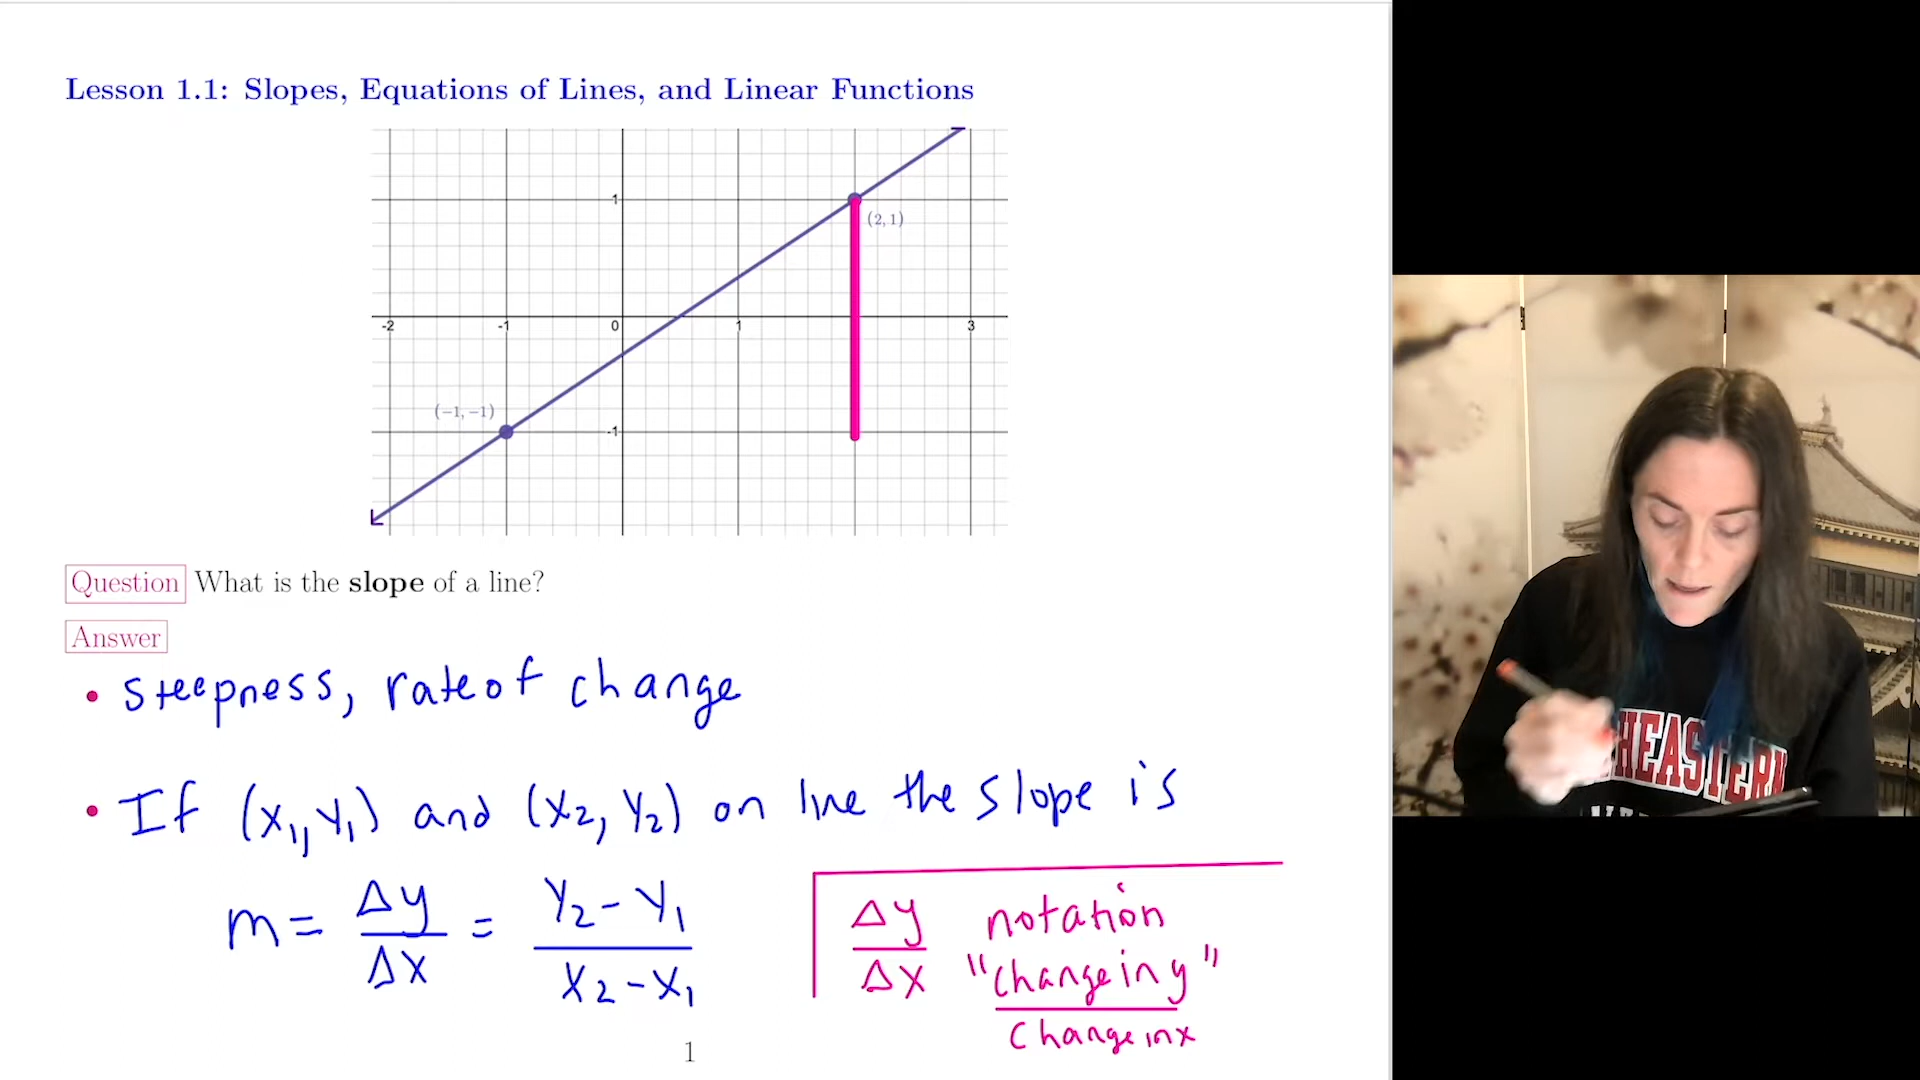 Lesson 1.1: Slopes, Equations of Lines, and Linear Functions
1
(2, 1)
-2 -1 0 1 3
(−1, −1)
-1
Question What is the slope of a line?
Answer
• steepness, rate of change
• If (x₁, y₁) and (x₂, y₂) on line the slope is
m = Δy/Δx = y₂ - y₁/x₂ - x₁
Δy/Δx notation
"change in y"
change in x
HEASTERN
1